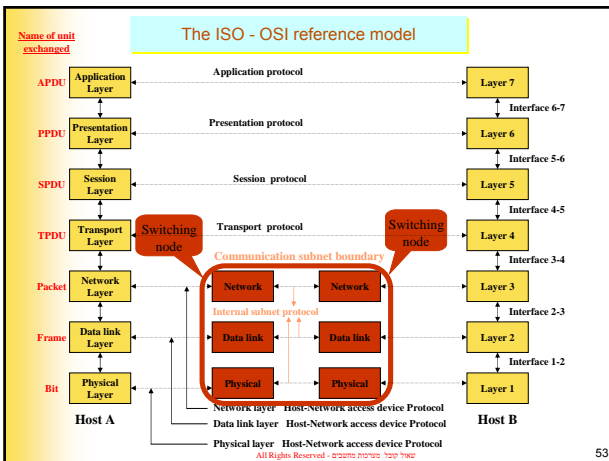 Name of unit
exchanged
The ISO - OSI reference model
APDU
Application
Layer
Application protocol
Layer 7
Interface 6-7
PPDU
Presentation
Layer
Presentation protocol
Layer 6
Interface 5-6
SPDU
Session
Layer
Session protocol
Layer 5
Interface 4-5
TPDU
Transport
Layer
Switching
node
Transport protocol
Switching
node
Layer 4
Interface 3-4
Communication subnet boundary
Packet
Network
Layer
Network
Network
Layer 3
Internal subnet protocol
Interface 2-3
Frame
Data link
Layer
Data link
Data link
Layer 2
Interface 1-2
Bit
Physical
Layer
Physical
Physical
Layer 1
Host A
Network layer Host-Network access device Protocol
Host B
Data link layer Host-Network access device Protocol
Physical layer Host-Network access device Protocol
All Rights Reserved - שאול קובל מערכות מחשבים
53